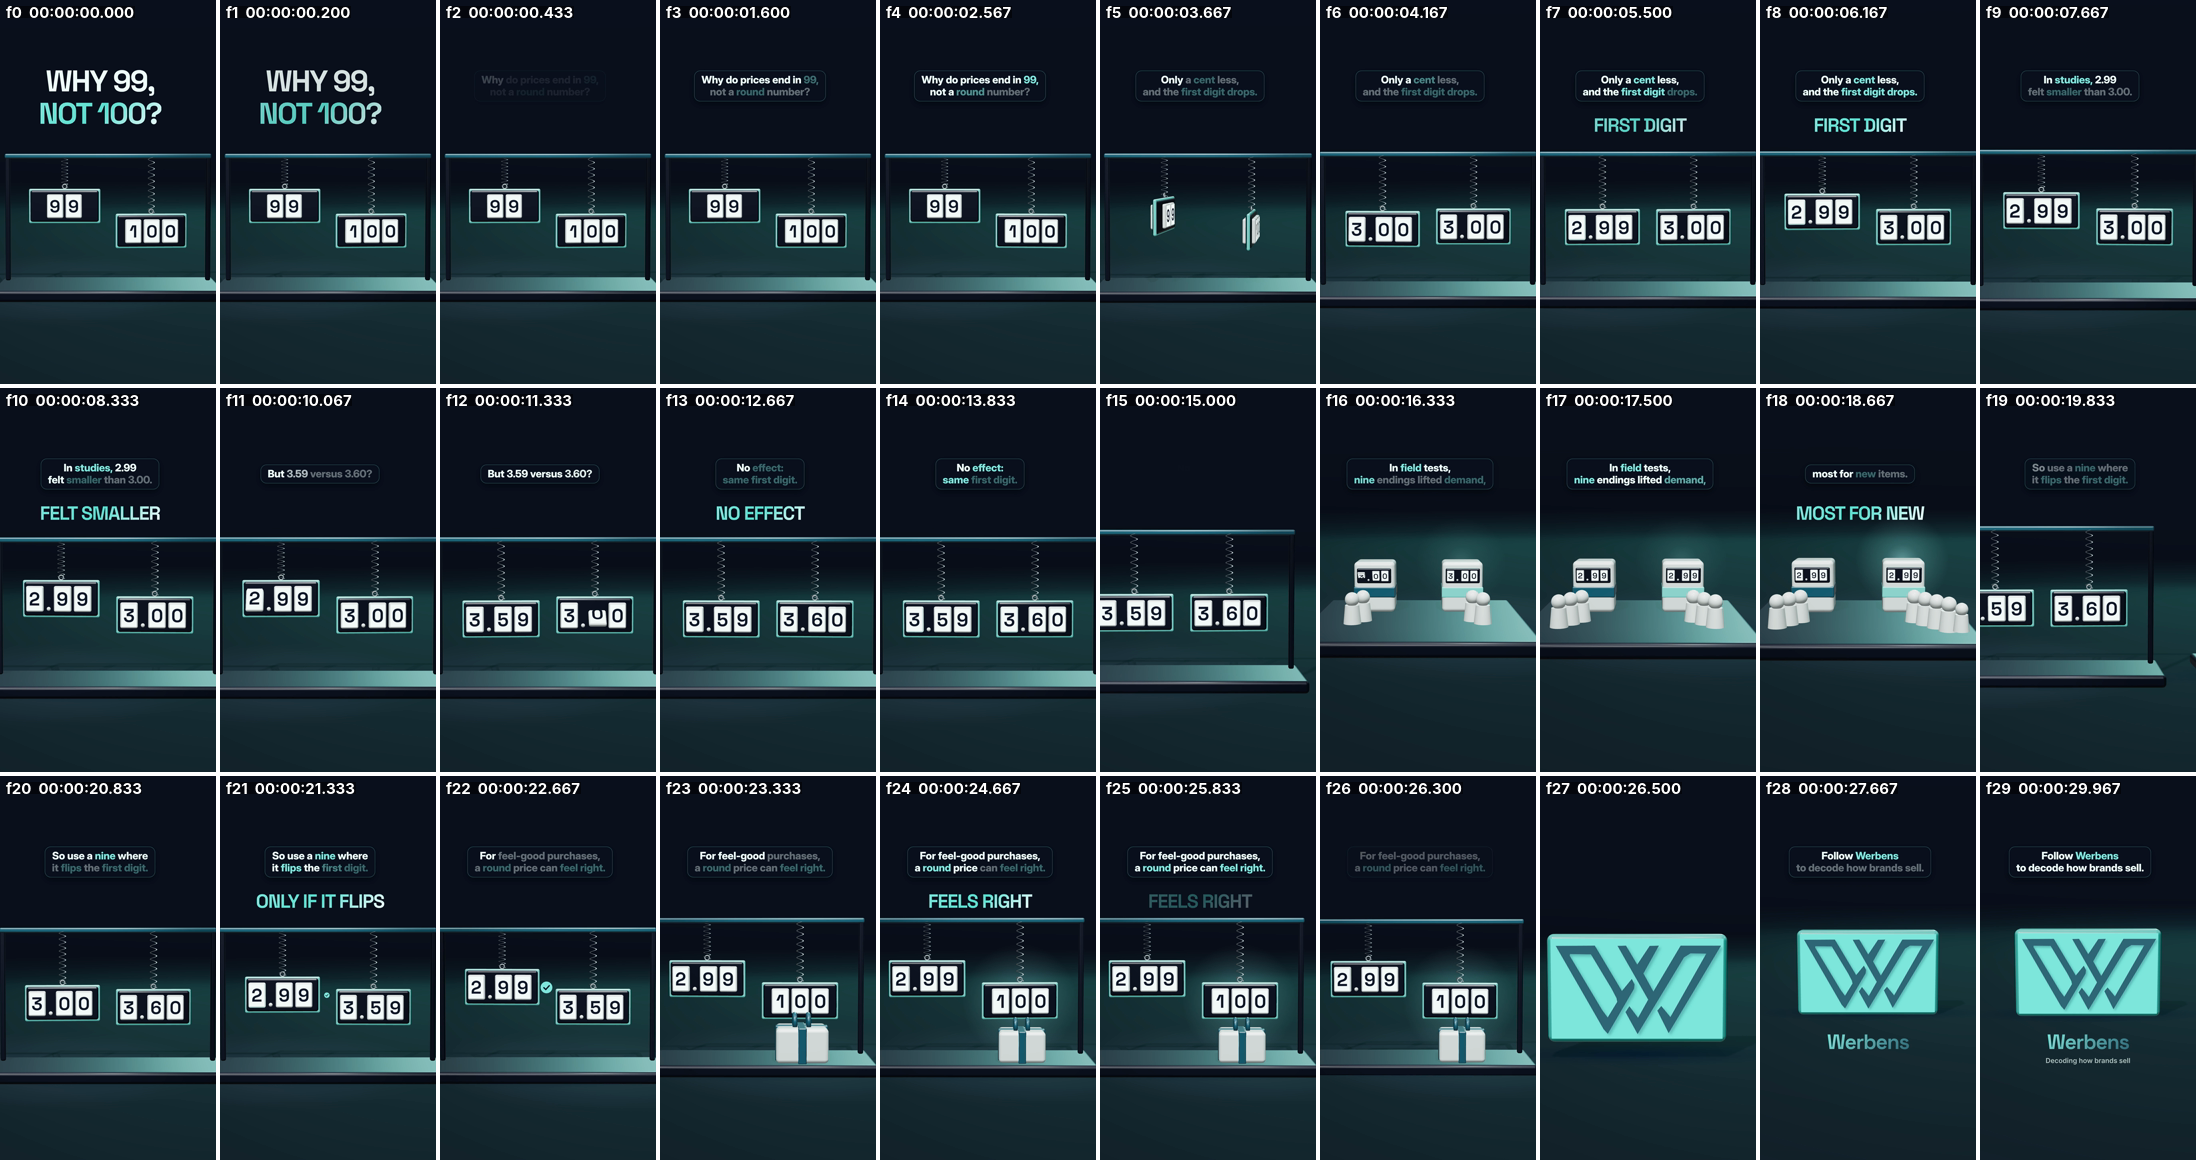 f0 00:00:00.000
WHY 99,
NOT 100?
99
100
f1 00:00:00.200
WHY 99,
NOT 100?
99
100
f2 00:00:00.433
Why do prices end in 99,
not a round number?
99
100
f3 00:00:01.600
Why do prices end in 99,
not a round number?
99
100
f4 00:00:02.567
Why do prices end in 99,
not a round number?
99
100
f5 00:00:03.667
Only a cent less,
and the first digit drops.
99
f6 00:00:04.167
Only a cent less,
and the first digit drops.
3.00
3.00
f7 00:00:05.500
Only a cent less,
and the first digit drops.
FIRST DIGIT
2.99
3.00
f8 00:00:06.167
Only a cent less,
and the first digit drops.
FIRST DIGIT
2.99
3.00
f9 00:00:07.667
In studies, 2.99
felt smaller than 3.00.
2.99
3.00
f10 00:00:08.333
In studies, 2.99
felt smaller than 3.00.
FELT SMALLER
2.99
3.00
f11 00:00:10.067
But 3.59 versus 3.60?
2.99
3.00
f12 00:00:11.333
But 3.59 versus 3.60?
3.59
f13 00:00:12.667
No effect:
same first digit.
NO EFFECT
3.59
3.60
f14 00:00:13.833
No effect:
same first digit.
3.59
3.60
f15 00:00:15.000
3.59
3.60
f16 00:00:16.333
In field tests,
nine endings lifted demand,
3.00
f17 00:00:17.500
In field tests,
nine endings lifted demand,
2.99
2.99
f18 00:00:18.667
most for new items.
MOST FOR NEW
2.99
2.99
f19 00:00:19.833
So use a nine where
it flips the first digit.
.59
3.60
f20 00:00:20.833
So use a nine where
it flips the first digit.
3.00
3.60
f21 00:00:21.333
So use a nine where
it flips the first digit.
ONLY IF IT FLIPS
2.99
3.59
f22 00:00:22.667
For feel-good purchases,
a round price can feel right.
2.99
3.59
f23 00:00:23.333
For feel-good purchases,
a round price can feel right.
2.99
100
f24 00:00:24.667
For feel-good purchases,
a round price can feel right.
FEELS RIGHT
2.99
100
f25 00:00:25.833
For feel-good purchases,
a round price can feel right.
FEELS RIGHT
2.99
100
f26 00:00:26.300
For feel-good purchases,
a round price can feel right.
2.99
100
f27 00:00:26.500
f28 00:00:27.667
Follow Werbens
to decode how brands sell.
Werbens
f29 00:00:29.967
Follow Werbens
to decode how brands sell.
Werbens
Decoding how brands sell